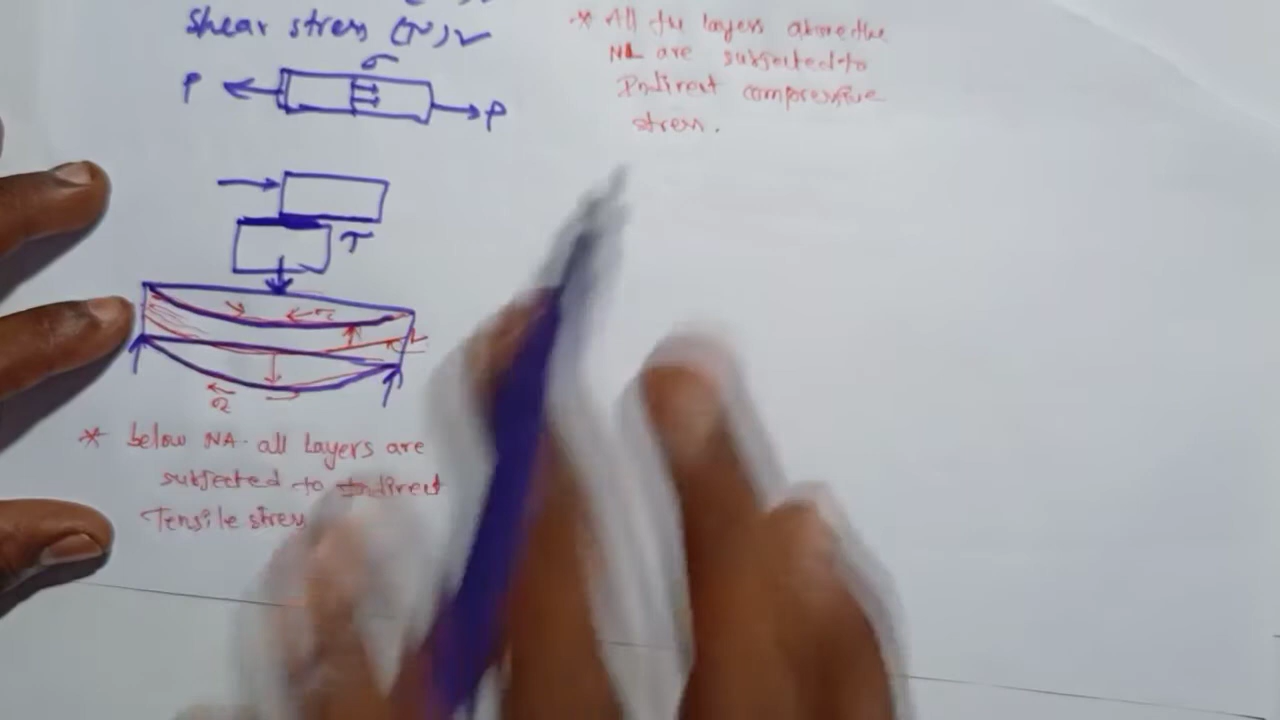 shear stress (τ)
σ
P
P
τ
* below NA. all Layers are
subjected to Indirect
Tensile stress
* All the layers above the
NL are subjected to
Indirect compressive
stress.